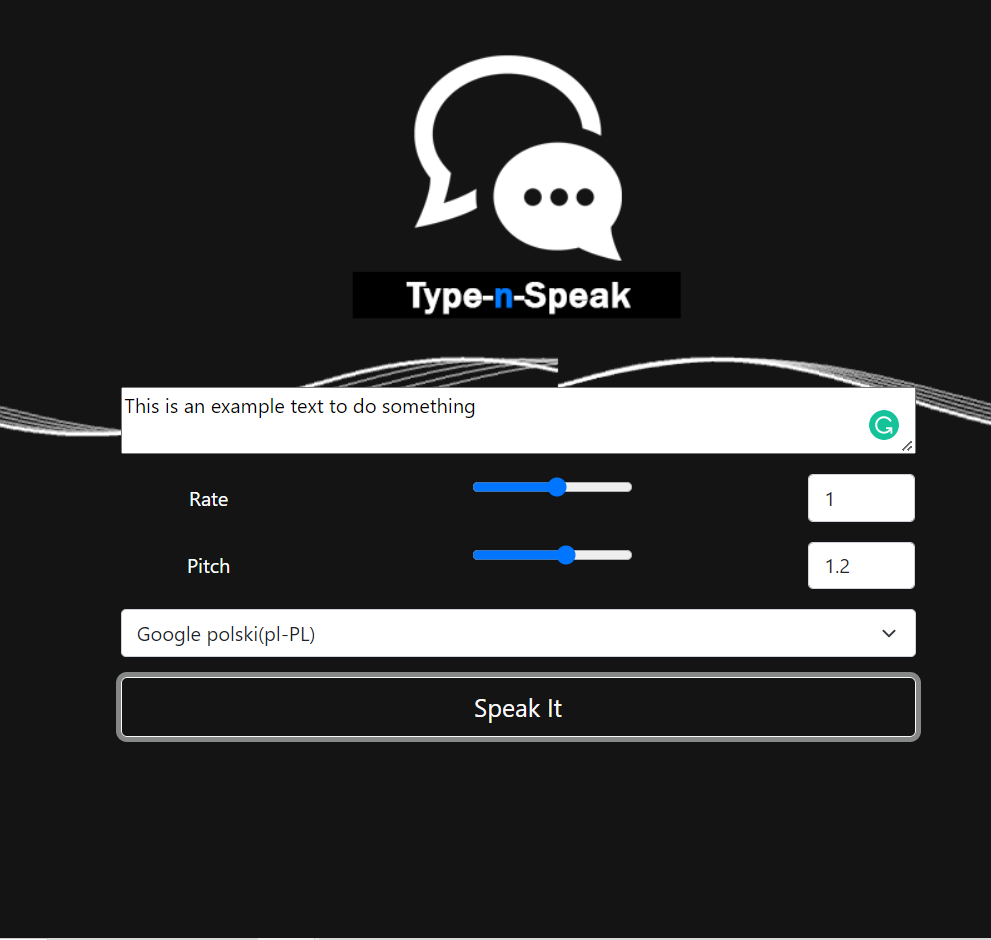 Type-n-Speak
This is an example text to do something
Rate
1
Pitch
1.2
Google polski(pl-PL)
Speak It